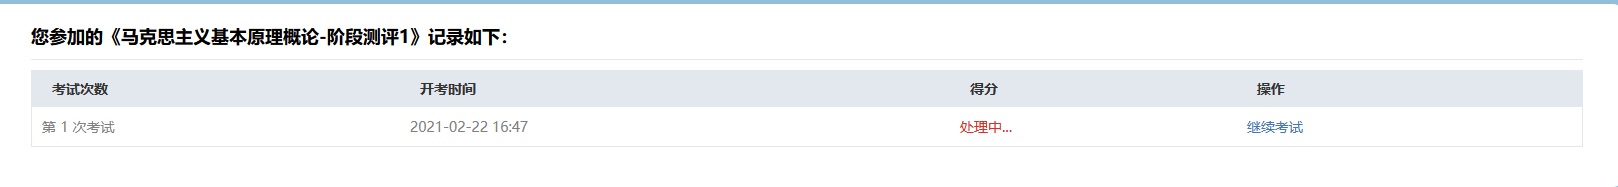 您参加的《马克思主义基本原理概论-阶段测评1》记录如下：
考试次数 开考时间 得分 操作
第 1 次考试 2021-02-22 16:47 处理中... 继续考试